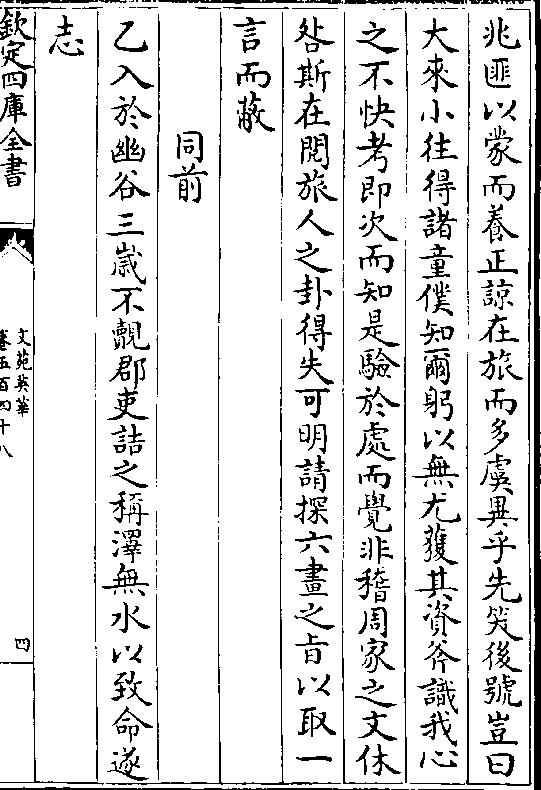 兆匪以蒙而養正諒在旅而多虞異乎先笑後號豈曰
大來小往得諸童僕知爾躬以無尤獲其資斧識我心
之不快考即次而知是驗於處而覺非稽周家之文休
咎斯在閱旅人之卦得失可明請探六畫之旨以取一
言而蔽
同前
乙入於幽谷三歲不覿郡吏詰之稱澤無水以致命遂
志
欽定四庫全書
文苑英華
卷五百四十八
四